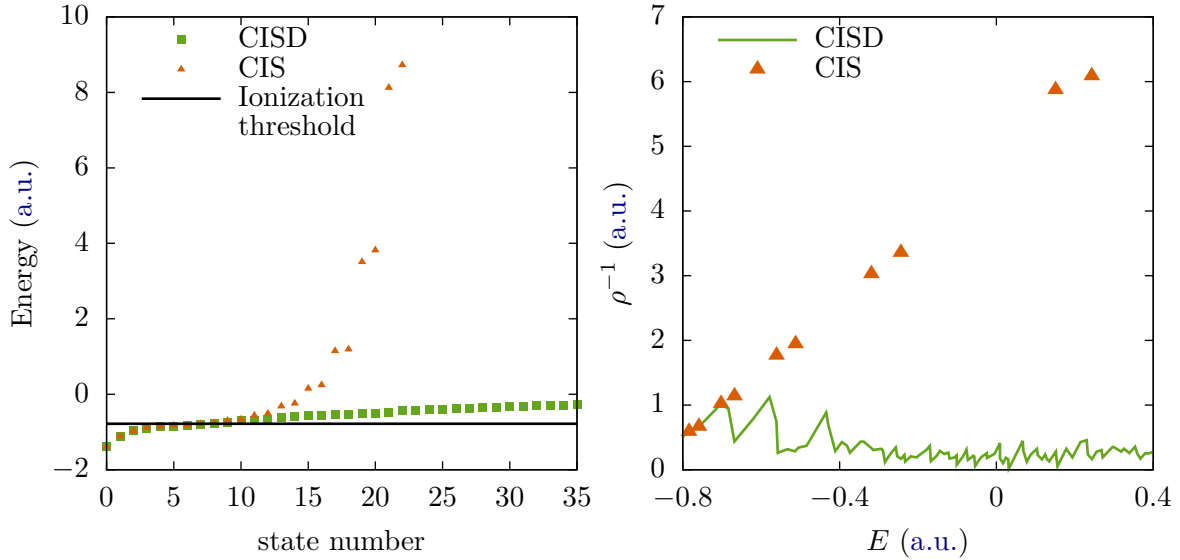 10
8
6
4
2
0
−2
0 5 10 15 20 25 30 35
Energy (a.u.)
state number
CISD
CIS
Ionization
threshold
7
6
5
4
3
2
1
0
−0.8 −0.4 0 0.4
ρ⁻¹ (a.u.)
E (a.u.)
CISD
CIS